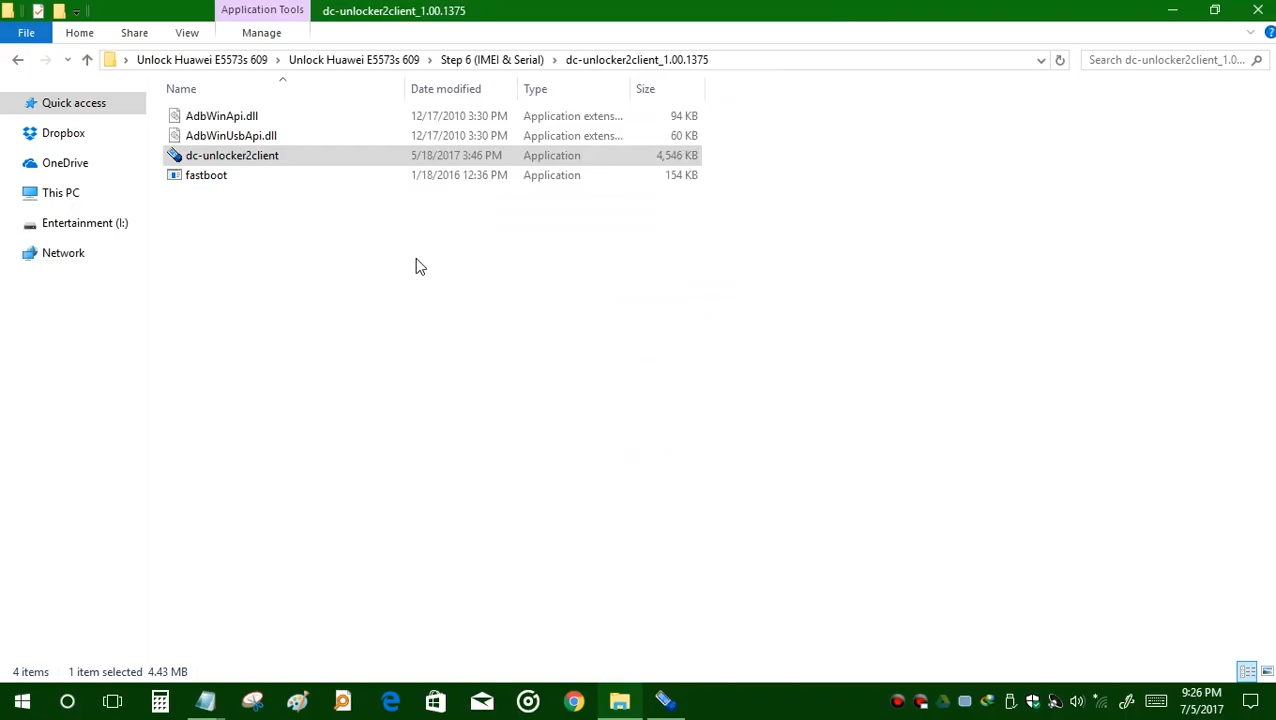 Application Tools
dc-unlocker2client_1.00.1375
File Home Share View Manage
Unlock Huawei E5573s 609 Unlock Huawei E5573s 609 Step 6 (IMEI & Serial) dc-unlocker2client_1.00.1375 Search dc-unlocker2client_1.0...
Name Date modified Type Size
Quick access
Dropbox
OneDrive
This PC
Entertainment (I:)
Network
AdbWinApi.dll 12/17/2010 3:30 PM Application extens... 94 KB
AdbWinUsbApi.dll 12/17/2010 3:30 PM Application extens... 60 KB
dc-unlocker2client 5/18/2017 3:46 PM Application 4,546 KB
fastboot 1/18/2016 12:36 PM Application 154 KB
4 items 1 item selected 4.43 MB
9:26 PM
7/5/2017